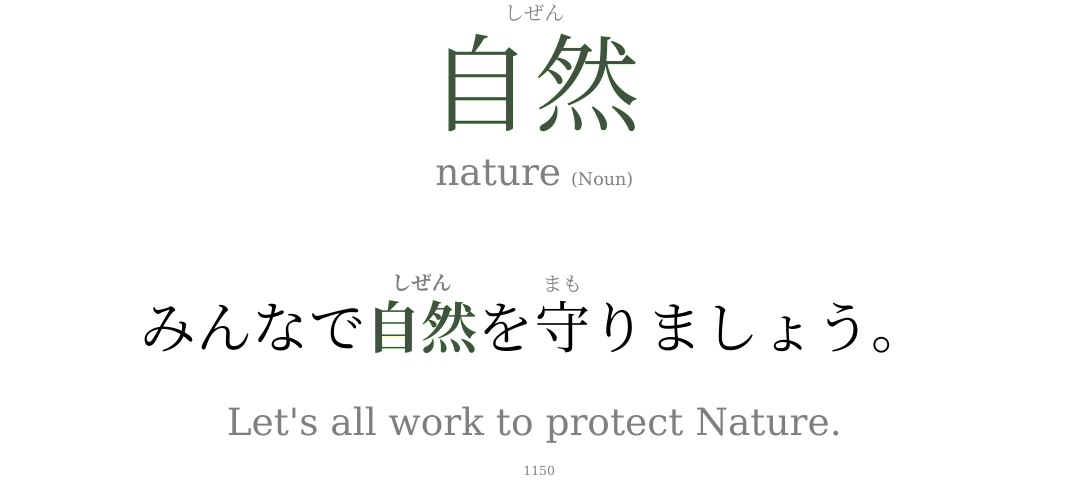 しぜん
自然
nature (Noun)
しぜん まも
みんなで自然を守りましょう。
Let's all work to protect Nature.
1150